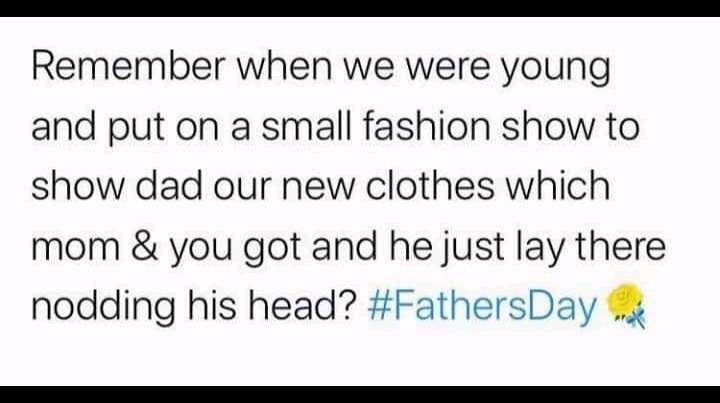 Remember when we were young
and put on a small fashion show to
show dad our new clothes which
mom & you got and he just lay there
nodding his head? #FathersDay